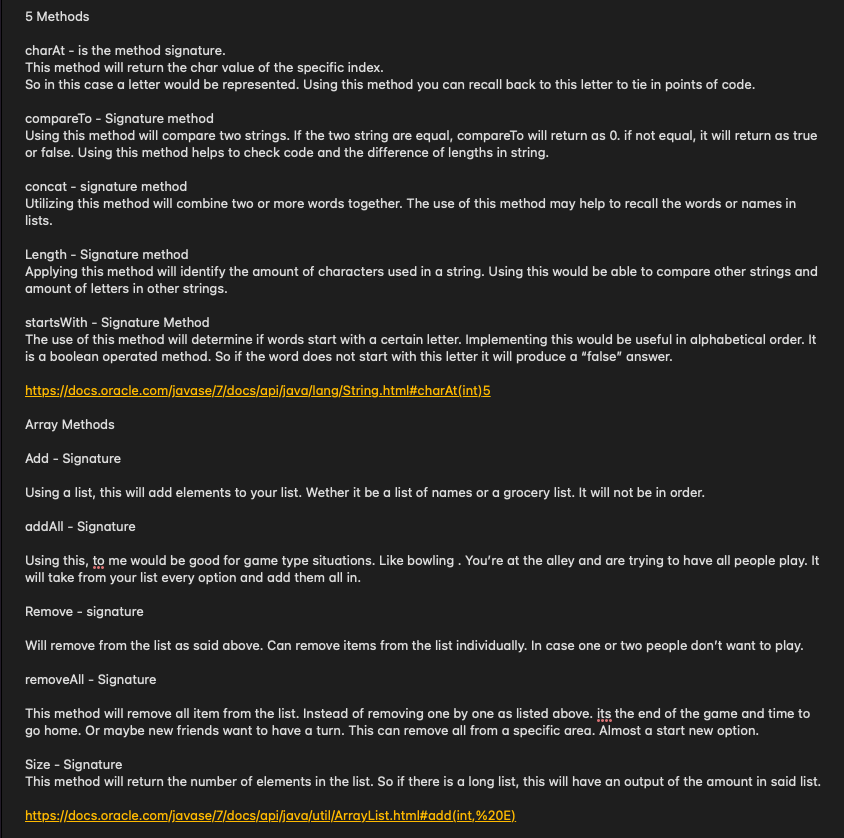 5 Methods
charAt - is the method signature.
This method will return the char value of the specific index.
So in this case a letter would be represented. Using this method you can recall back to this letter to tie in points of code.
compareTo - Signature method
Using this method will compare two strings. If the two string are equal, compareTo will return as 0. if not equal, it will return as true
or false. Using this method helps to check code and the difference of lengths in string.
concat - signature method
Utilizing this method will combine two or more words together. The use of this method may help to recall the words or names in
lists.
Length - Signature method
Applying this method will identify the amount of characters used in a string. Using this would be able to compare other strings and
amount of letters in other strings.
startsWith - Signature Method
The use of this method will determine if words start with a certain letter. Implementing this would be useful in alphabetical order. It
is a boolean operated method. So if the word does not start with this letter it will produce a “false” answer.
https://docs.oracle.com/javase/7/docs/api/java/lang/String.html#charAt(int)5
Array Methods
Add - Signature
Using a list, this will add elements to your list. Wether it be a list of names or a grocery list. It will not be in order.
addAll - Signature
Using this, to me would be good for game type situations. Like bowling . You’re at the alley and are trying to have all people play. It
will take from your list every option and add them all in.
Remove - signature
Will remove from the list as said above. Can remove items from the list individually. In case one or two people don’t want to play.
removeAll - Signature
This method will remove all item from the list. Instead of removing one by one as listed above. its the end of the game and time to
go home. Or maybe new friends want to have a turn. This can remove all from a specific area. Almost a start new option.
Size - Signature
This method will return the number of elements in the list. So if there is a long list, this will have an output of the amount in said list.
https://docs.oracle.com/javase/7/docs/api/java/util/ArrayList.html#add(int,%20E)